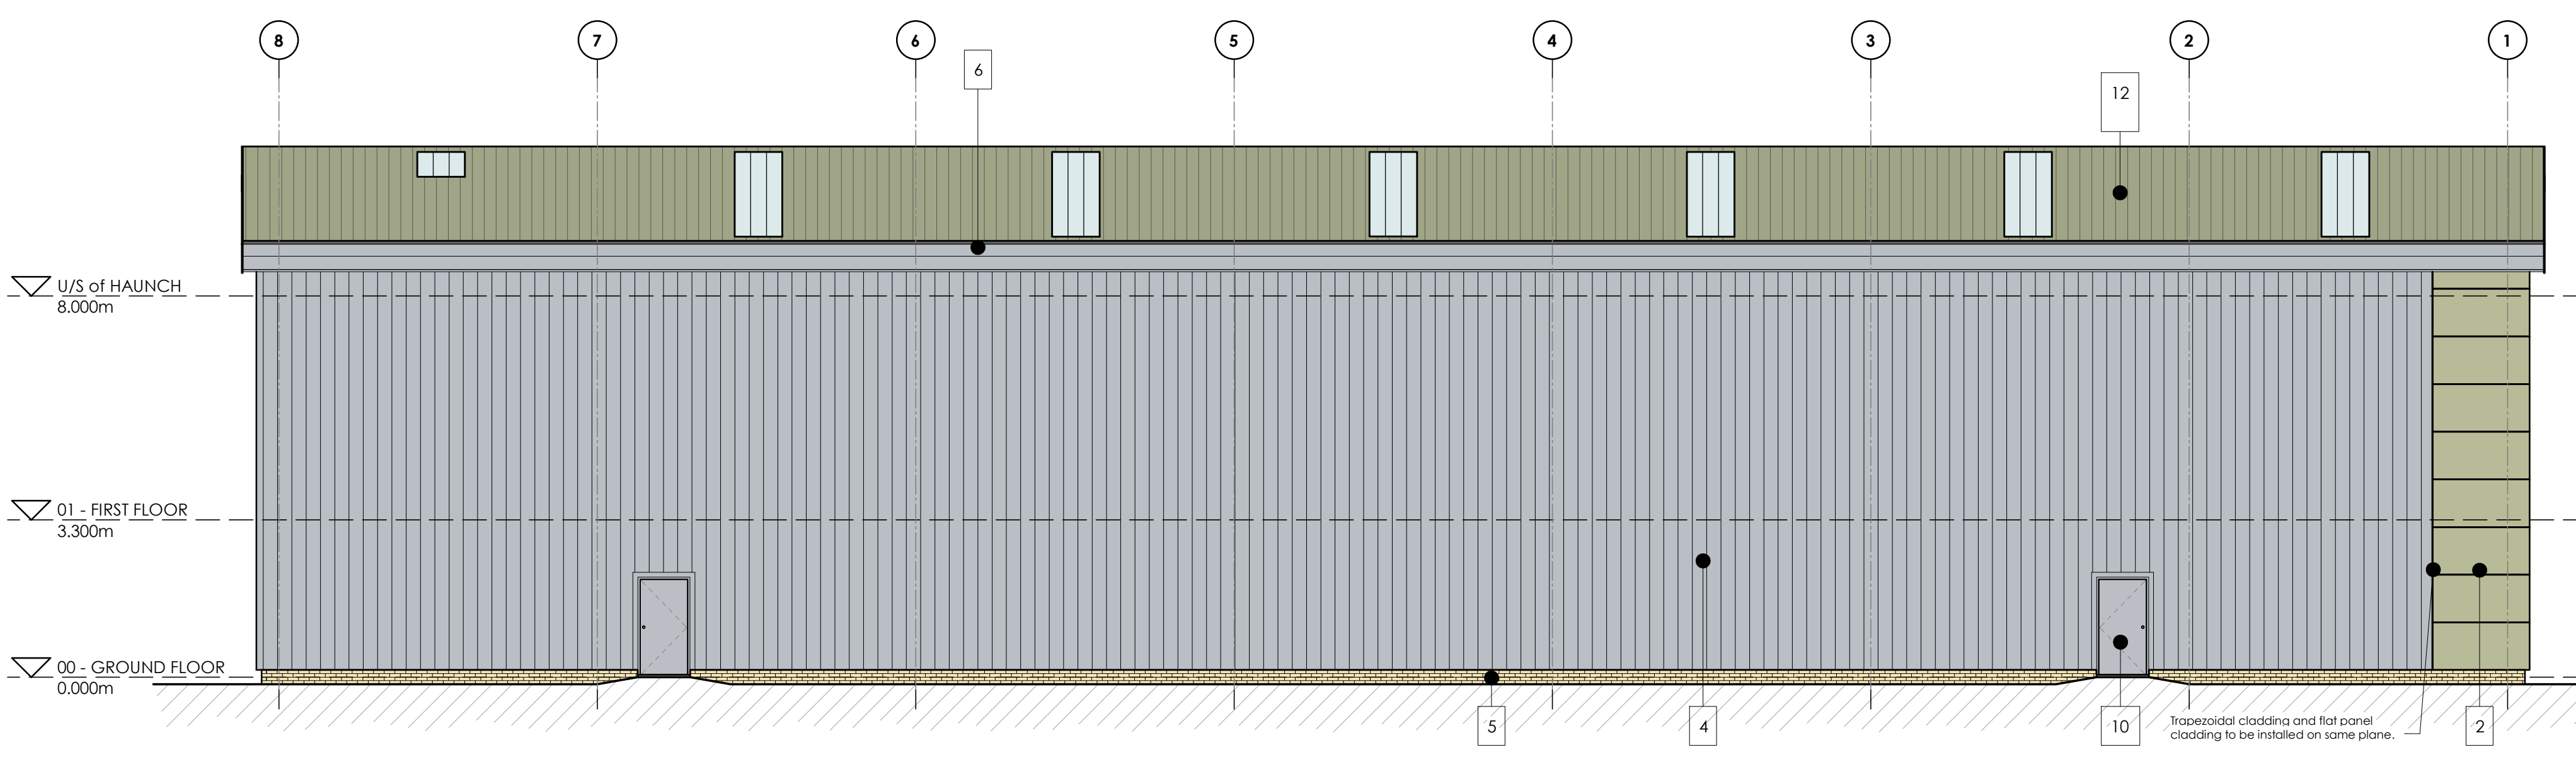 8 7 6 5 4 3 2 1
6
12
U/S of HAUNCH
8.000m
01 - FIRST FLOOR
3.300m
00 - GROUND FLOOR
0.000m
5
4
10
Trapezoidal cladding and flat panel
cladding to be installed on same plane.
2